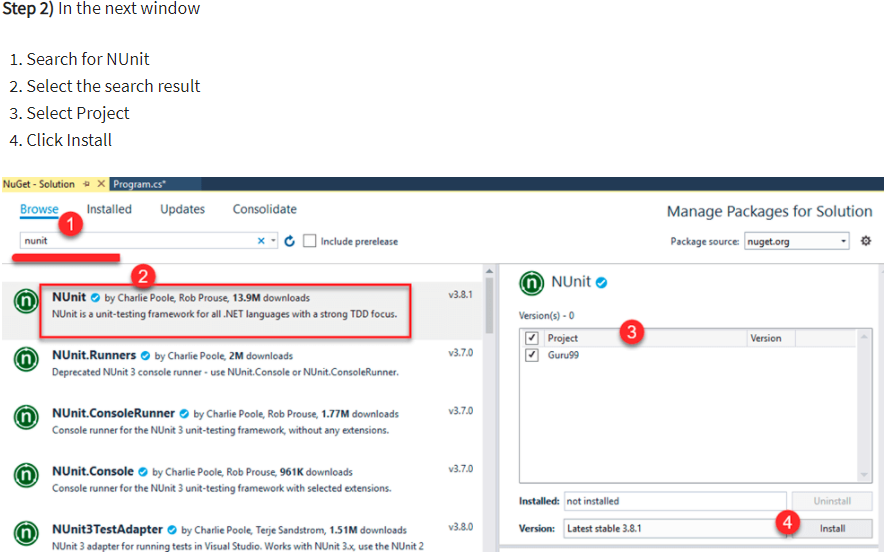 Step 2) In the next window
1. Search for NUnit
2. Select the search result
3. Select Project
4. Click Install
NuGet - Solution Program.cs*
Browse Installed Updates Consolidate
1
Manage Packages for Solution
nunit Include prerelease
Package source: nuget.org
2
NUnit by Charlie Poole, Rob Prouse, 13.9M downloads v3.8.1
NUnit is a unit-testing framework for all .NET languages with a strong TDD focus.
NUnit.Runners by Charlie Poole, 2M downloads v3.7.0
Deprecated NUnit 3 console runner - use NUnit.Console or NUnit.ConsoleRunner.
NUnit.ConsoleRunner by Charlie Poole, Rob Prouse, 1.77M downloads v3.7.0
Console runner for the NUnit 3 unit-testing framework, without any extensions.
NUnit.Console by Charlie Poole, Rob Prouse, 961K downloads v3.7.0
Console runner for the NUnit 3 unit-testing framework with selected extensions.
NUnit3TestAdapter by Charlie Poole, Terje Sandstrom, 1.51M downloads v3.8.0
NUnit 3 adapter for running tests in Visual Studio. Works with NUnit 3.x, use the NUnit 2
n NUnit
Version(s) - 0
3
Project Version
Guru99
Installed: not installed Uninstall
4
Version: Latest stable 3.8.1 Install